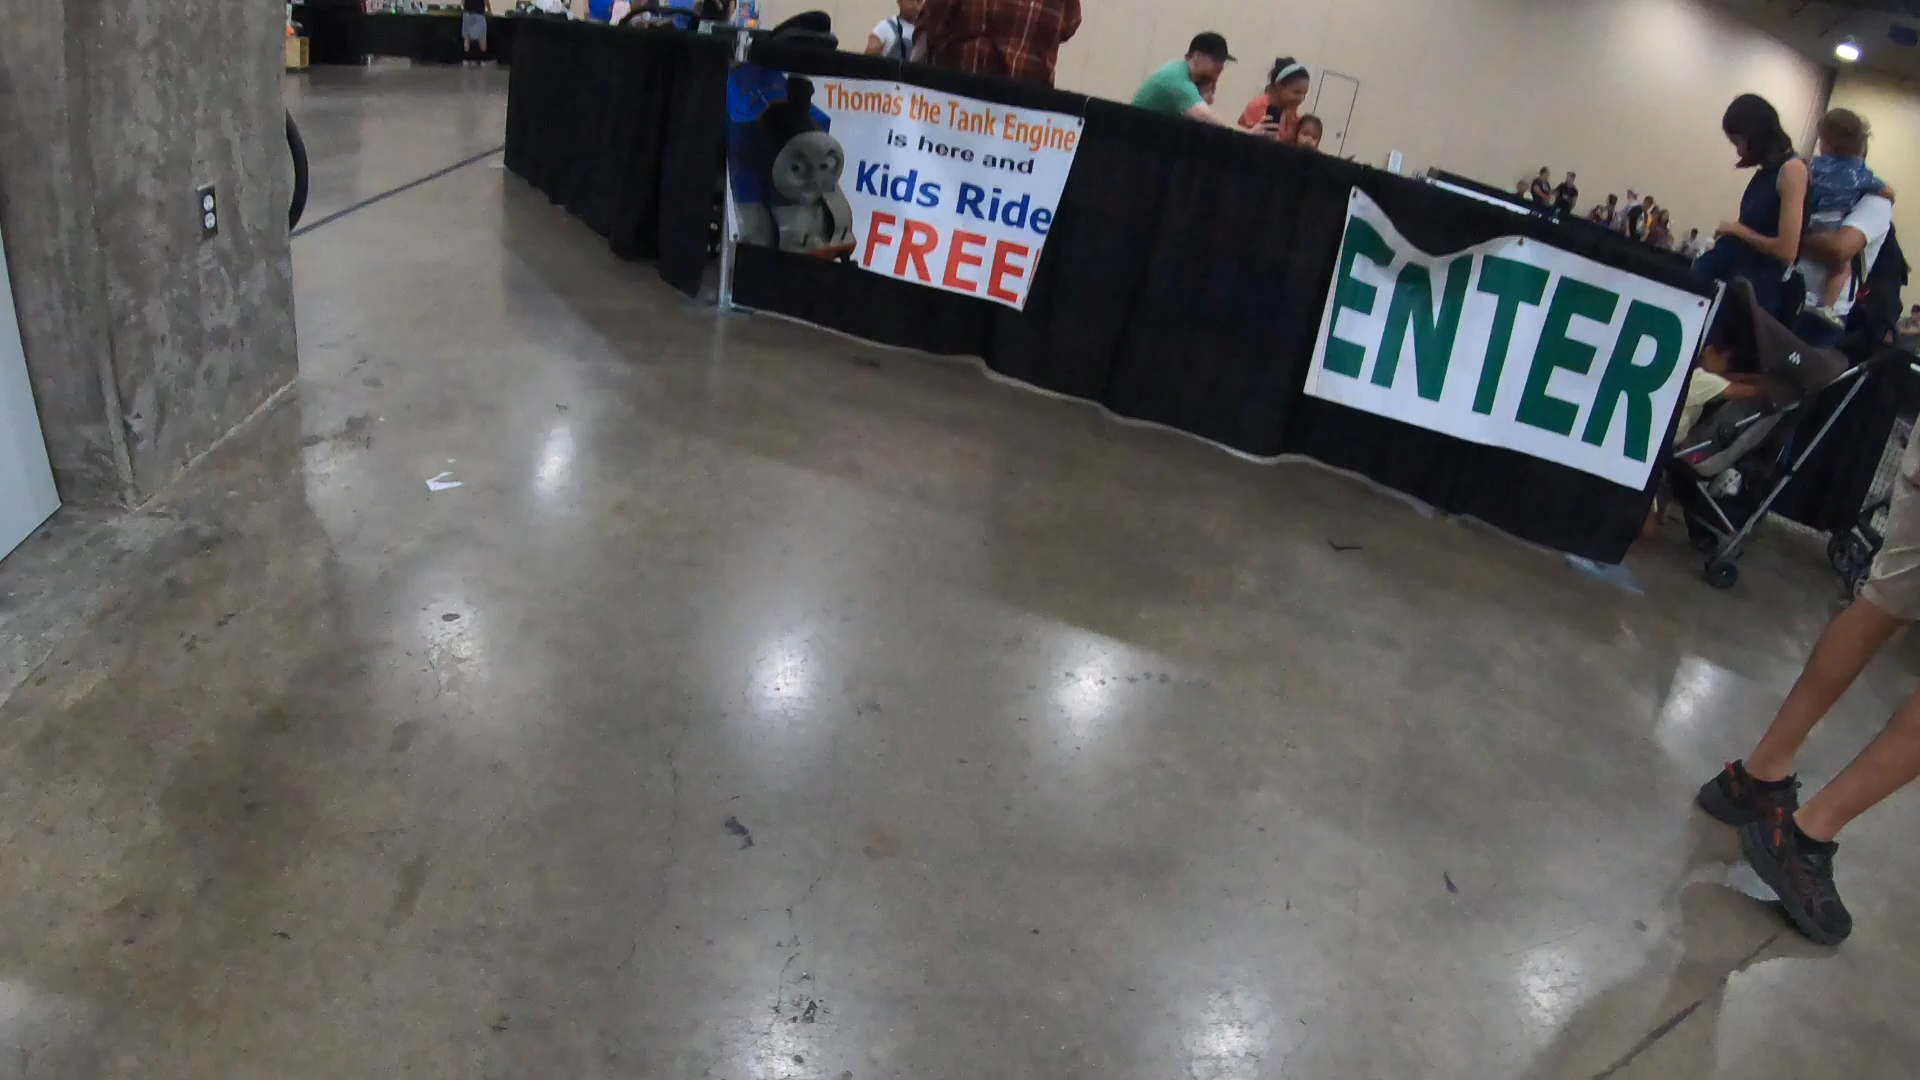 Thomas the Tank Engine
is here and
Kids Ride
FREE!
ENTER